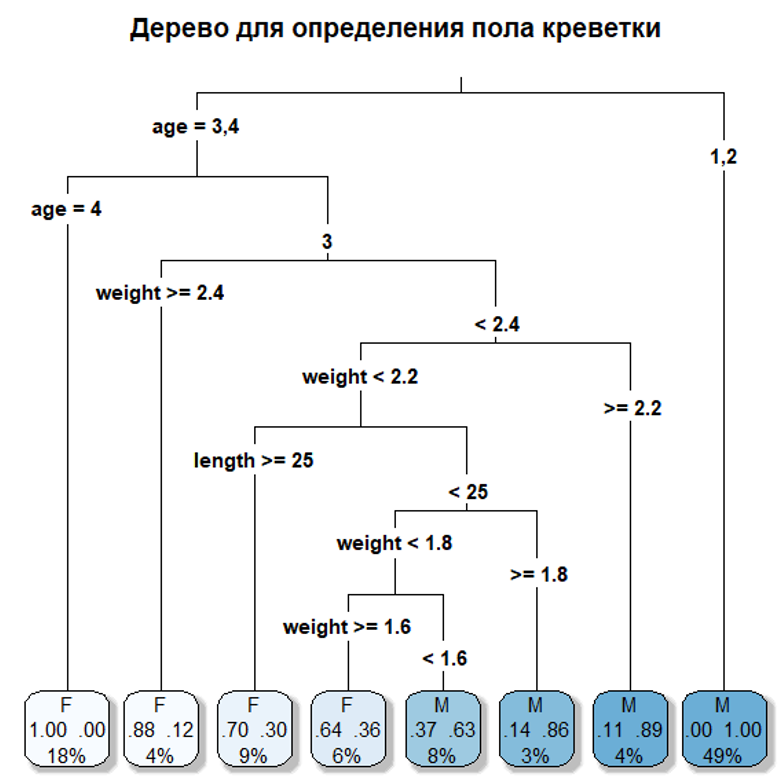 Дерево для определения пола креветки
age = 3,4
1,2
age = 4
3
weight >= 2.4
< 2.4
weight < 2.2
>= 2.2
length >= 25
< 25
weight < 1.8
>= 1.8
weight >= 1.6
< 1.6
F
1.00 .00
18%
F
.88 .12
4%
F
.70 .30
9%
F
.64 .36
6%
M
.37 .63
8%
M
.14 .86
3%
M
.11 .89
4%
M
.00 1.00
49%